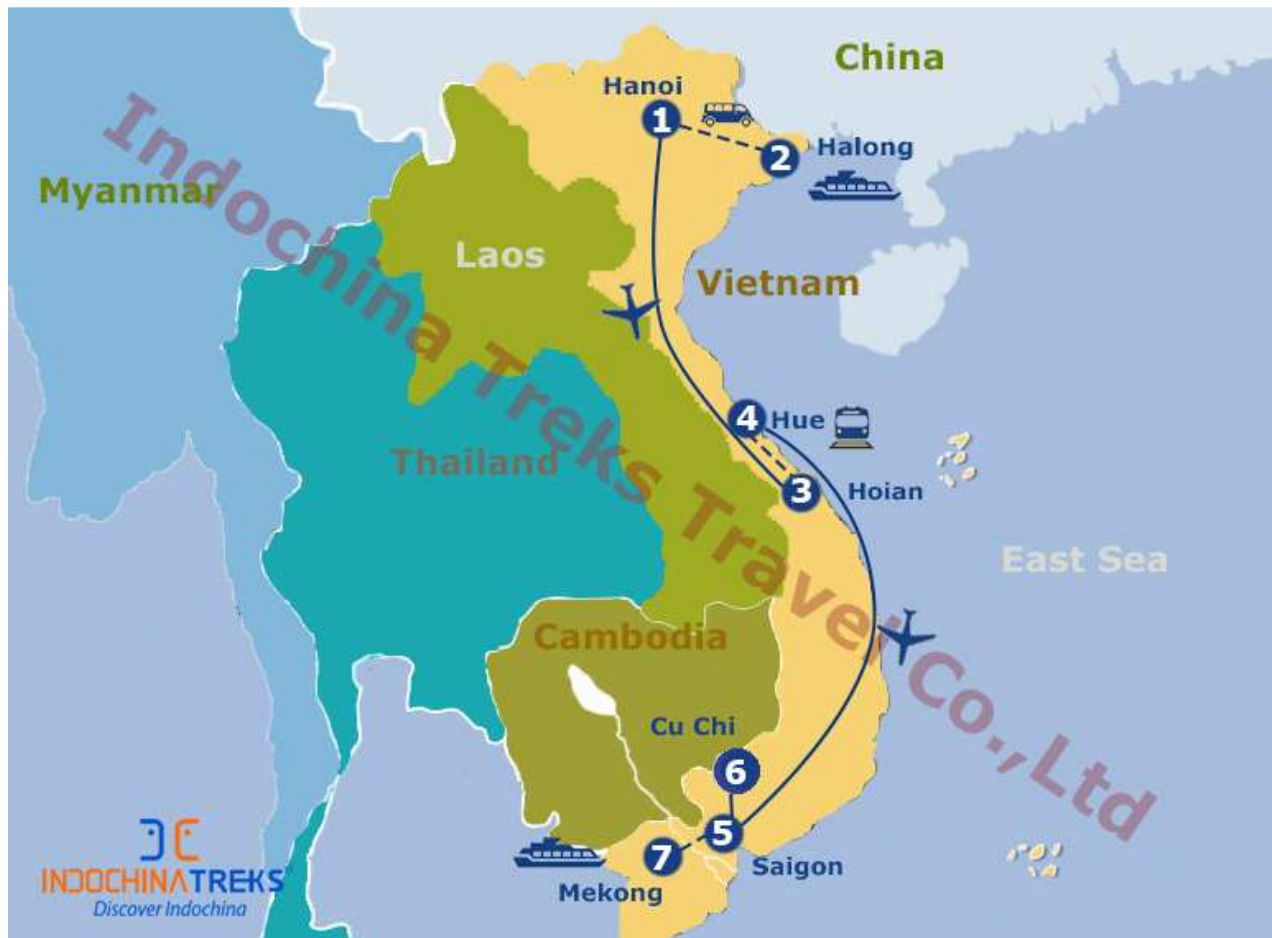 China
Hanoi
1
2
Halong
Myanmar
Laos
Vietnam
4
Hue
Thailand
3
Hoian
East Sea
Cambodia
Cu Chi
6
5
7
Saigon
Mekong
Indochina Treks Travel Co.,Ltd
INDOCHINATREKS
Discover Indochina